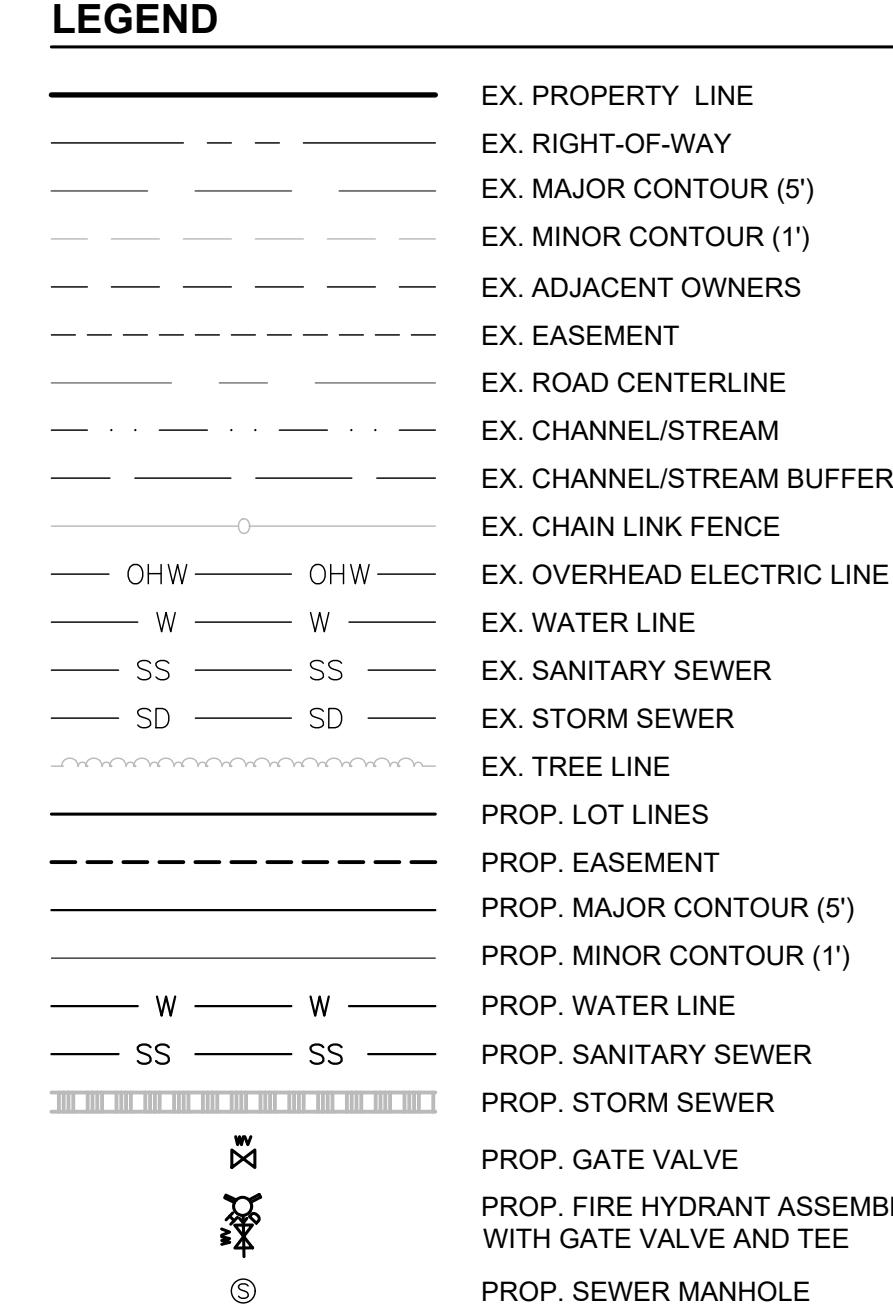 LEGEND
EX. PROPERTY LINE
EX. RIGHT-OF-WAY
EX. MAJOR CONTOUR (5')
EX. MINOR CONTOUR (1')
EX. ADJACENT OWNERS
EX. EASEMENT
EX. ROAD CENTERLINE
EX. CHANNEL/STREAM
EX. CHANNEL/STREAM BUFFER
EX. CHAIN LINK FENCE
OHW OHW EX. OVERHEAD ELECTRIC LINE
W W EX. WATER LINE
SS SS EX. SANITARY SEWER
SD SD EX. STORM SEWER
EX. TREE LINE
PROP. LOT LINES
PROP. EASEMENT
PROP. MAJOR CONTOUR (5')
PROP. MINOR CONTOUR (1')
W W PROP. WATER LINE
SS SS PROP. SANITARY SEWER
PROP. STORM SEWER
WV PROP. GATE VALVE
PROP. FIRE HYDRANT
WITH GATE VALVE AND TEE
S PROP. SEWER MANHOLE